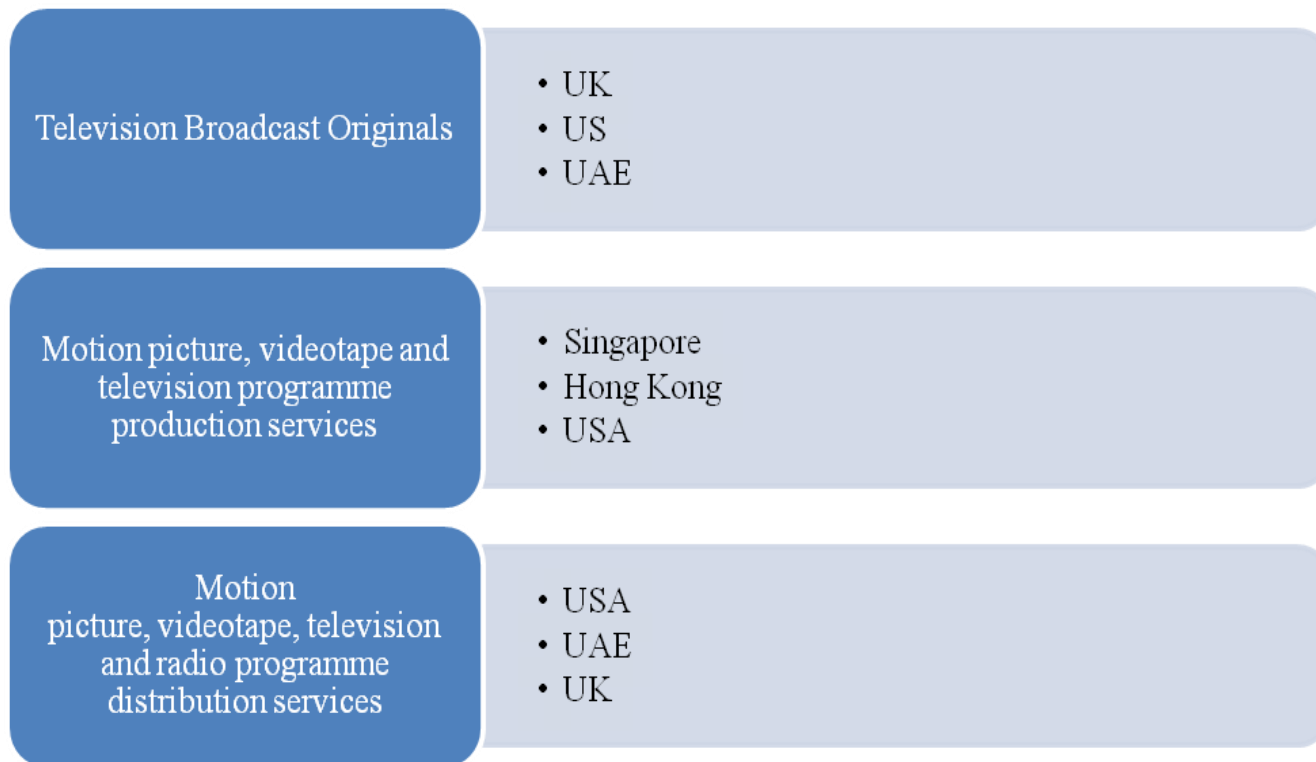 Television Broadcast Originals
• UK
• US
• UAE
Motion picture, videotape and
television programme
production services
• Singapore
• Hong Kong
• USA
Motion
picture, videotape, television
and radio programme
distribution services
• USA
• UAE
• UK